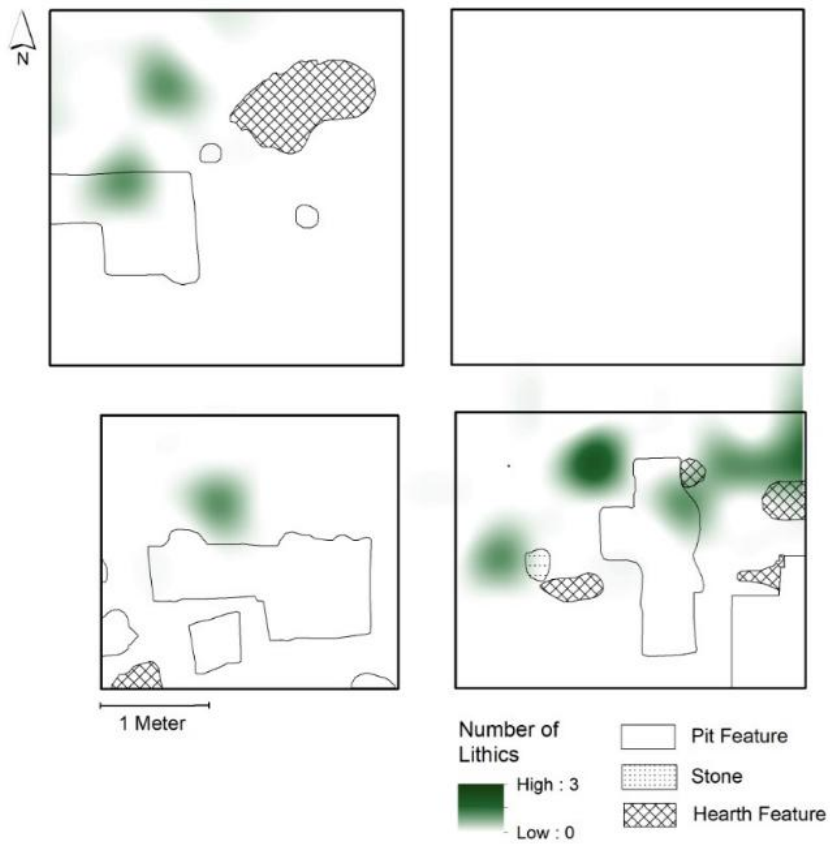 N
1 Meter
Number of
Lithics
High : 3
Low : 0
Pit Feature
Stone
Hearth Feature